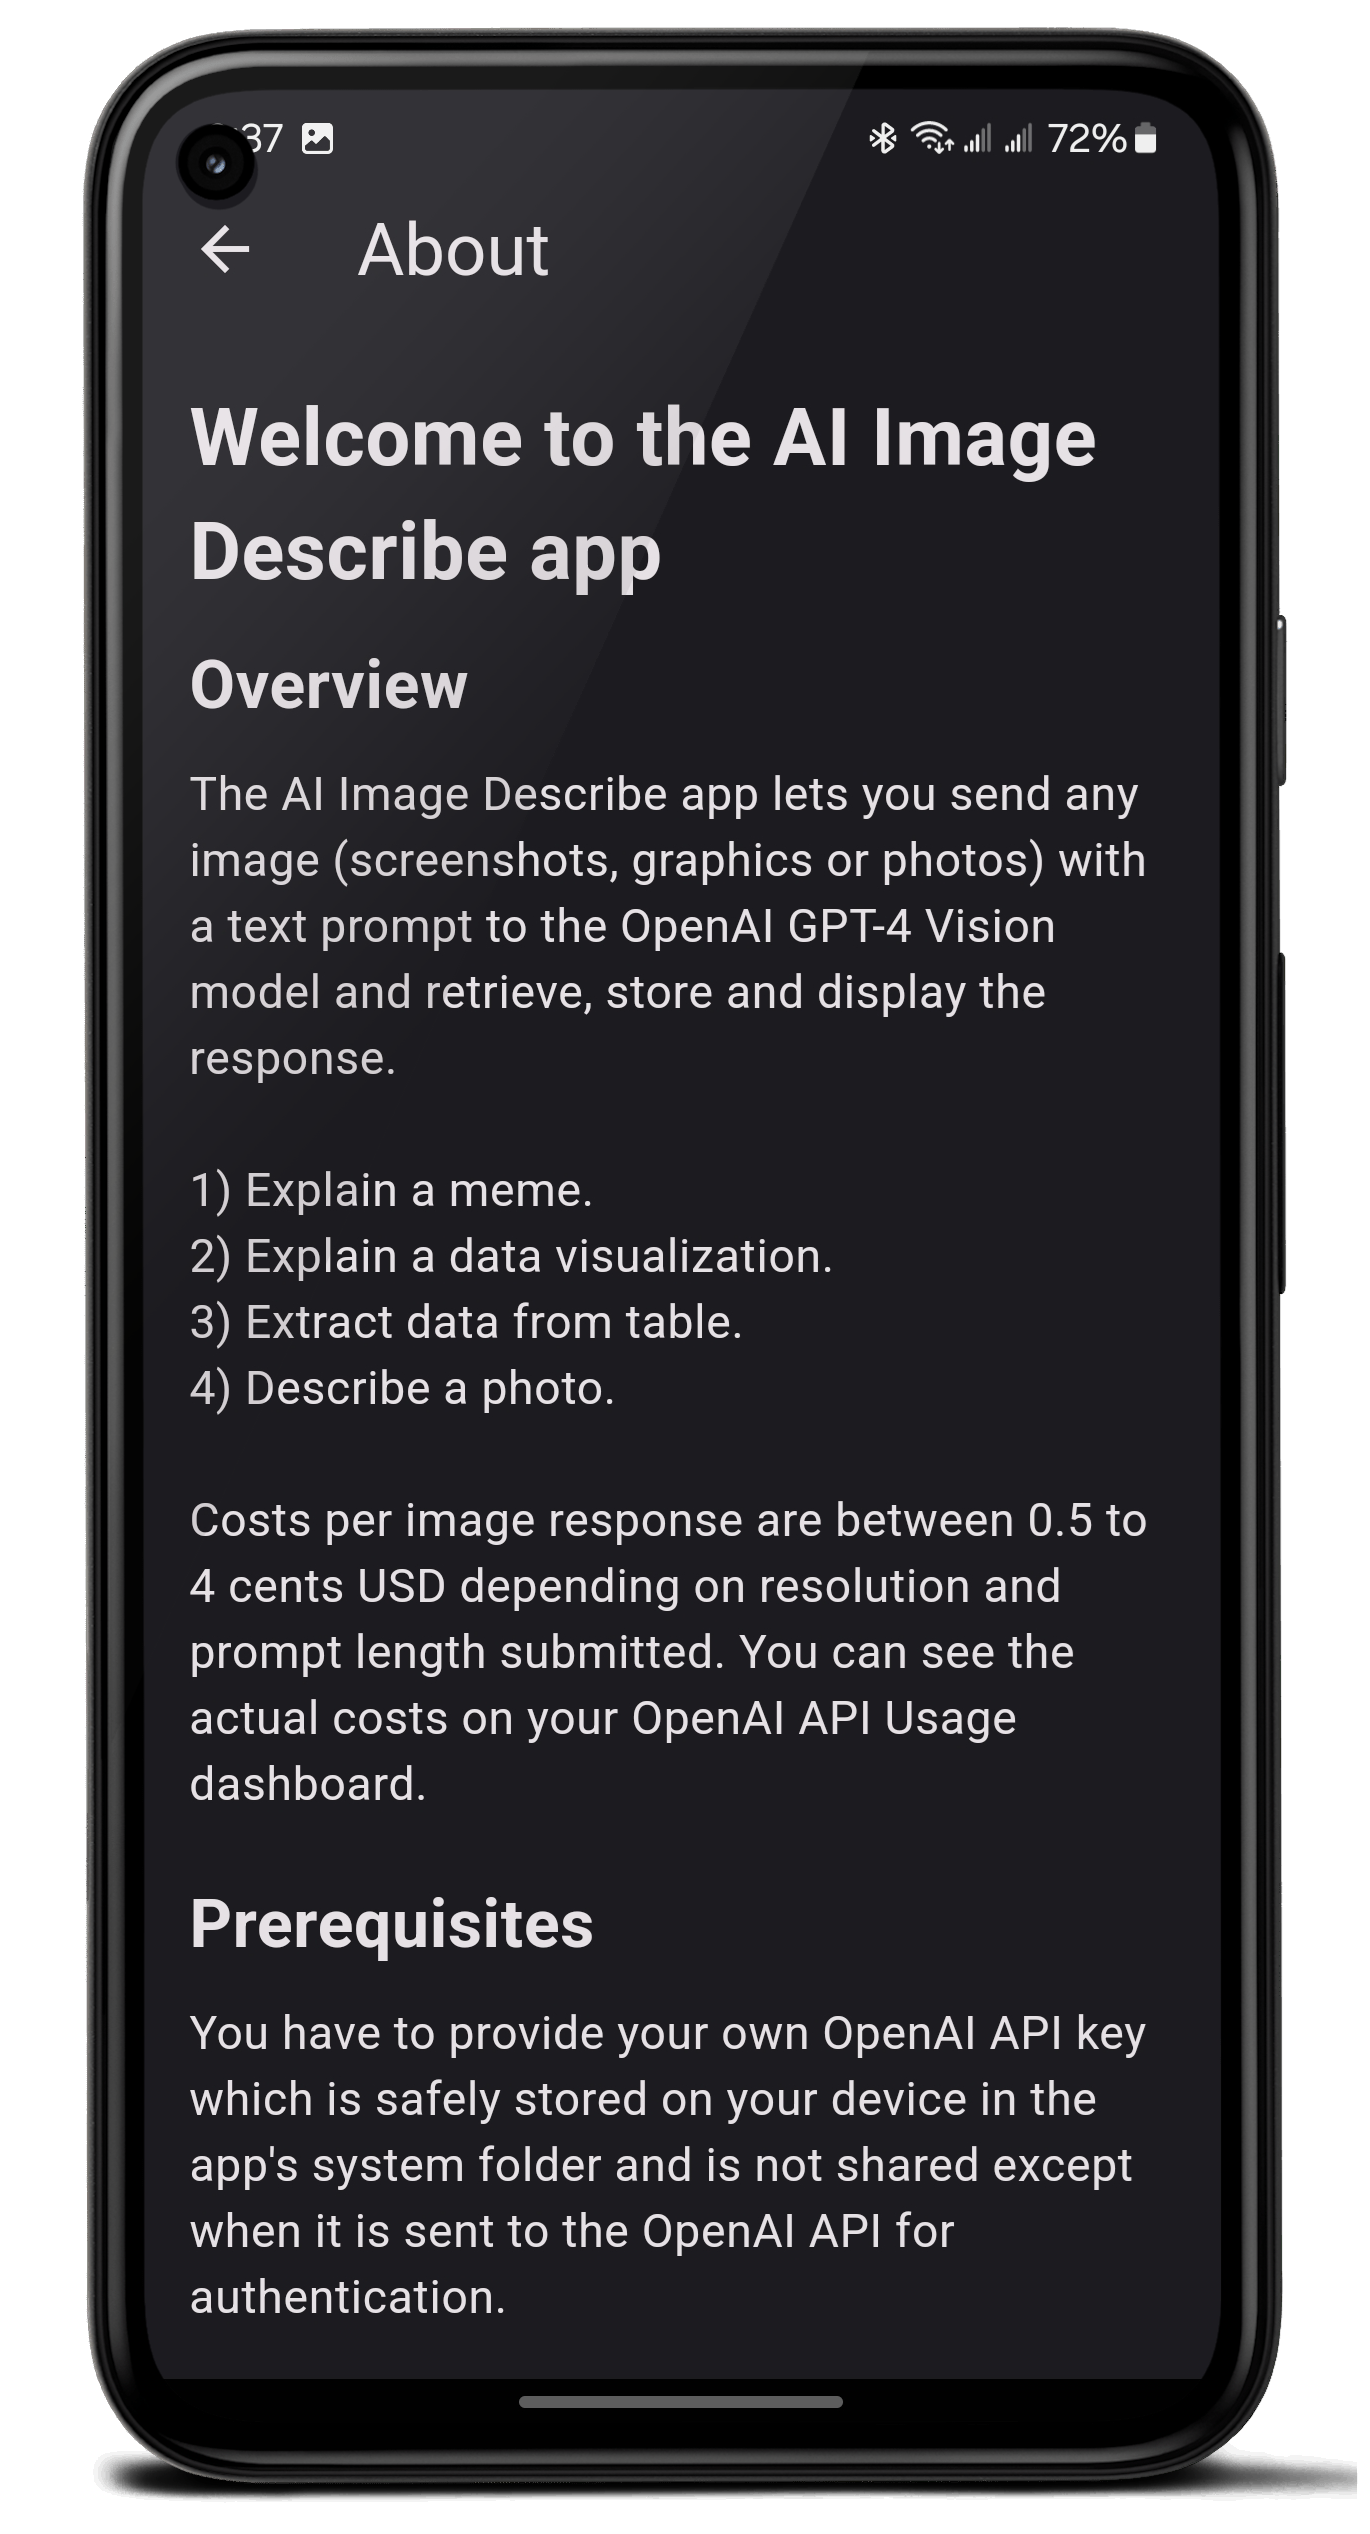 72%
About
Welcome to the AI Image
Describe app
Overview
The AI Image Describe app lets you send any
image (screenshots, graphics or photos) with
a text prompt to the OpenAI GPT-4 Vision
model and retrieve, store and display the
response.
1) Explain a meme.
2) Explain a data visualization.
3) Extract data from table.
4) Describe a photo.
Costs per image response are between 0.5 to
4 cents USD depending on resolution and
prompt length submitted. You can see the
actual costs on your OpenAI API Usage
dashboard.
Prerequisites
You have to provide your own OpenAI API key
which is safely stored on your device in the
app's system folder and is not shared except
when it is sent to the OpenAI API for
authentication.